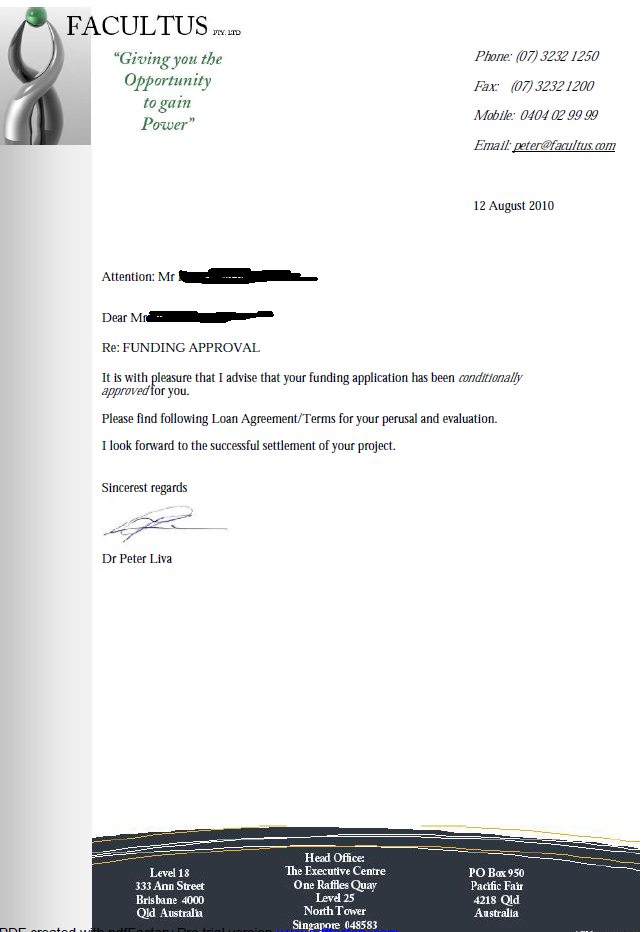 FACULTUS PTY. LTD
“Giving you the
Opportunity
to gain
Power”
Phone: (07) 3232 1250
Fax: (07) 3232 1200
Mobile: 0404 02 99 99
Email: peter@facultus.com
12 August 2010
Attention: Mr
Dear Mr
Re: FUNDING APPROVAL
It is with pleasure that I advise that your funding application has been conditionally
approved for you.
Please find following Loan Agreement/Terms for your perusal and evaluation.
I look forward to the successful settlement of your project.
Sincerest regards
Dr Peter Liva
Level 18
333 Ann Street
Brisbane 4000
Qld Australia
Head Office:
The Executive Centre
One Raffles Quay
Level 25
North Tower
Singapore 048583
PO Box 950
Pacific Fair
4218 Qld
Australia
PDF created with pdfFactory Pro trial version